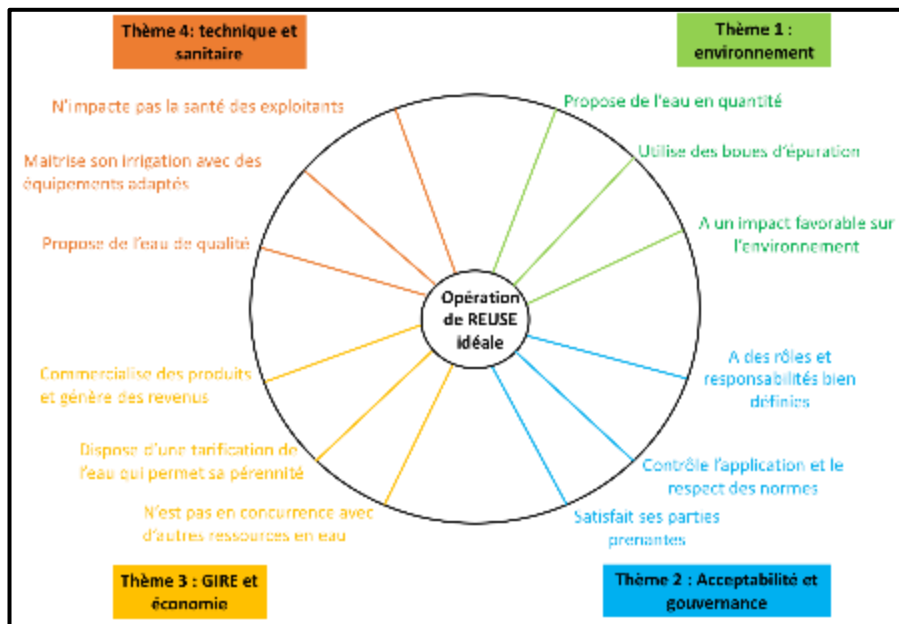 Thème 4: technique et
sanitaire
N'impacte pas la santé des exploitants
Maitrise son irrigation avec des
équipements adaptés
Propose de l'eau de qualité
Thème 1 :
environnement
Propose de l'eau en quantité
Utilise des boues d'épuration
A un impact favorable sur
l'environnement
Opération
de REUSE
idéale
A des rôles et
responsabilités bien
définies
Contrôle l'application et le
respect des normes
Satisfait ses parties
prenantes
Thème 2 : Acceptabilité et
gouvernance
Commercialise des produits
et génère des revenus
Dispose d'une tarification de
l'eau qui permet sa pérennité
N'est pas en concurrence avec
d'autres ressources en eau
Thème 3 : GIRE et
économie